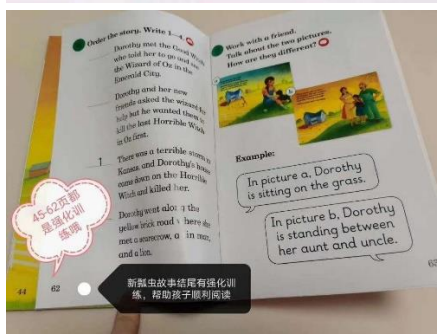 Order the story. Write 1—4.
Dorothy met the Good Witch
who told her to go and see
the Wizard of Oz in the
Emerald City.
Dorothy and her new
friends asked the wizard for
help but he wanted them to
kill the last Horrible Witch
in Oz first.
1
There was a terrible storm in
Kansas and Dorothy's house
came down on the Horrible
Witch and killed her.
Dorothy went along the
yellow brick road where she
met a scarecrow, a tin man,
and a lion.
45-62页都
是强化训
练哦
44
62
新瓢虫故事结尾有强化训
练，帮助孩子顺利阅读
Work with a friend.
Talk about the two pictures.
How are they different?
Example:
In picture a, Dorothy
is sitting on the grass.
In picture b, Dorothy
is standing between
her aunt and uncle.
63